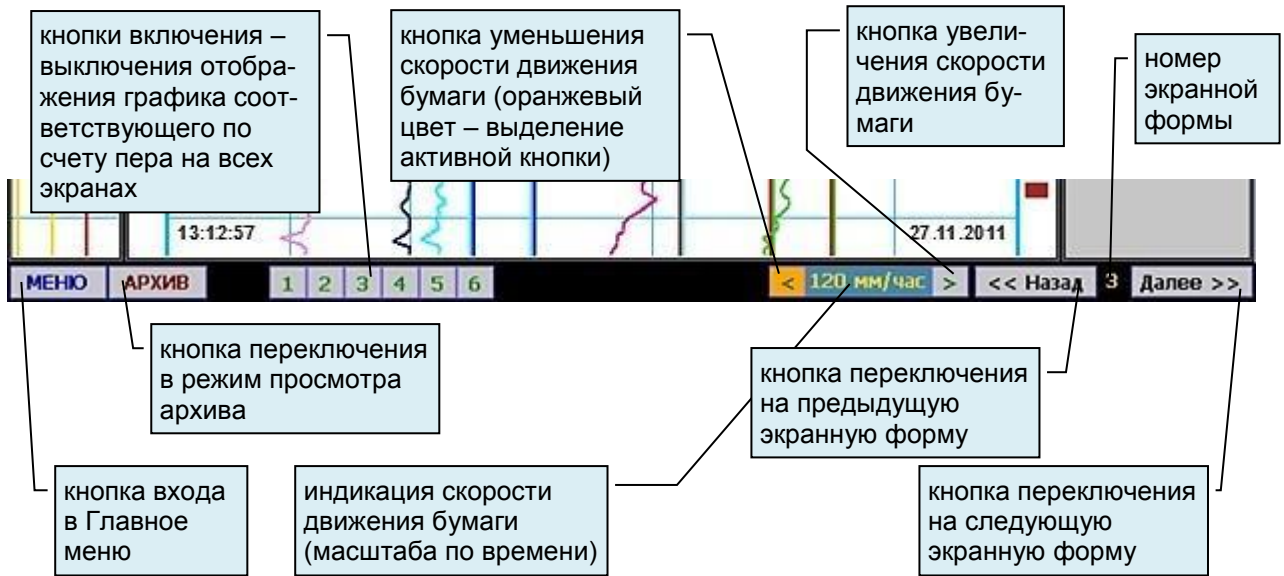 кнопки включения –
выключения отобра-
жения графика соот-
ветствующего по
счету пера на всех
экранах
кнопка уменьшения
скорости движения
бумаги (оранжевый
цвет – выделение
активной кнопки)
кнопка увели-
чения скорости
движения бу-
маги
номер
экранной
формы
13:12:57
27.11.2011
МЕНЮ
АРХИВ
1 2 3 4 5 6
< 120 мм/час >
<< Назад
3
Далее >>
кнопка переключения
в режим просмотра
архива
кнопка переключения
на предыдущую
экранную форму
кнопка входа
в Главное
меню
индикация скорости
движения бумаги
(масштаба по времени)
кнопка переключения
на следующую
экранную форму